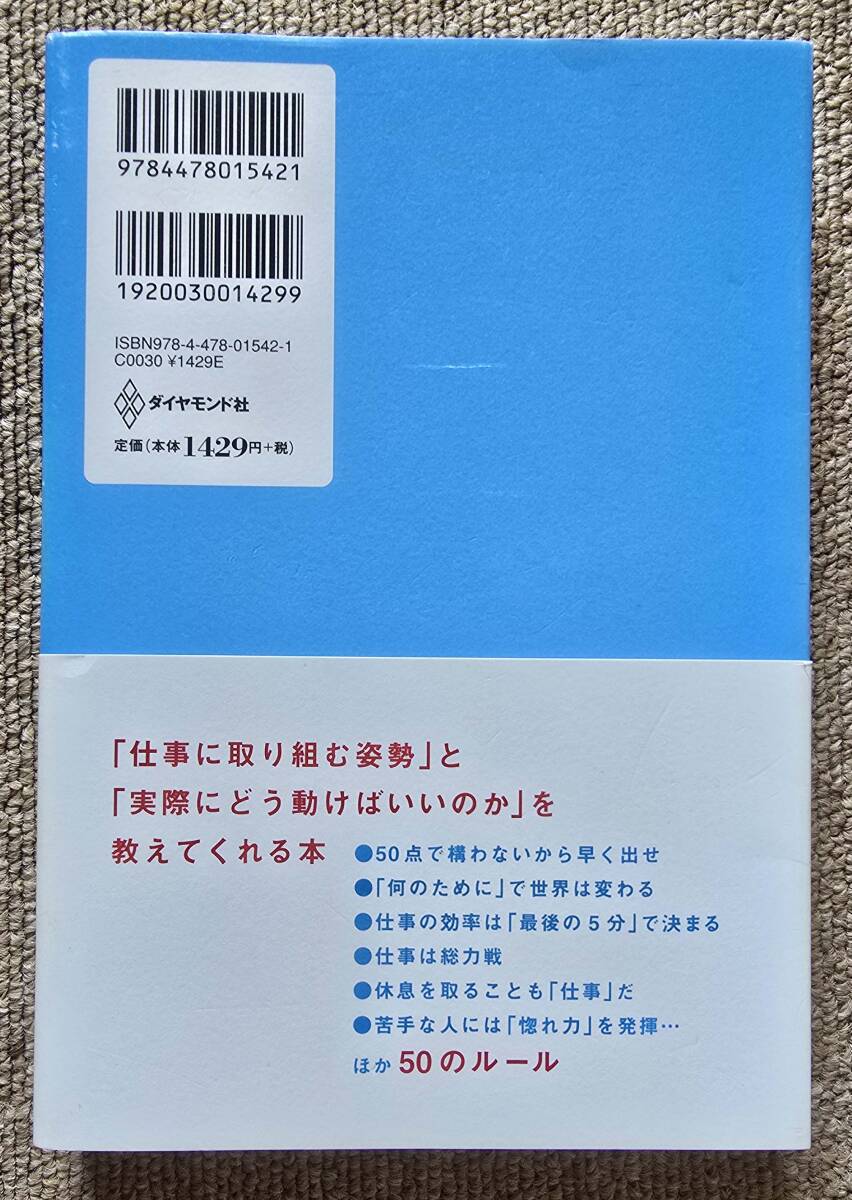 9784478015421
1920030014299
ISBN978-4-478-01542-1
C0030 ¥1429E
ダイヤモンド社
定価(本体1429円+税)
「仕事に取り組む姿勢」と
「実際にどう動けばいいのか」を
教えてくれる本
●50点で構わないから早く出せ
●「何のために」で世界は変わる
●仕事の効率は「最後の5分」で決まる
●仕事は総力戦
●休息を取ることも「仕事」だ
●苦手な人には「惚れ力」を発揮…
ほか 50のルール